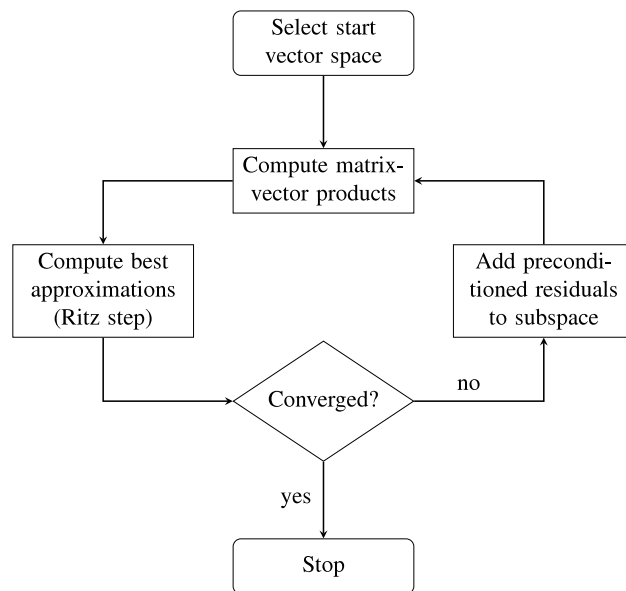 Select start
vector space
Compute matrix-
vector products
Compute best
approximations
(Ritz step)
Add precondi-
tioned residuals
to subspace
Converged?
no
yes
Stop